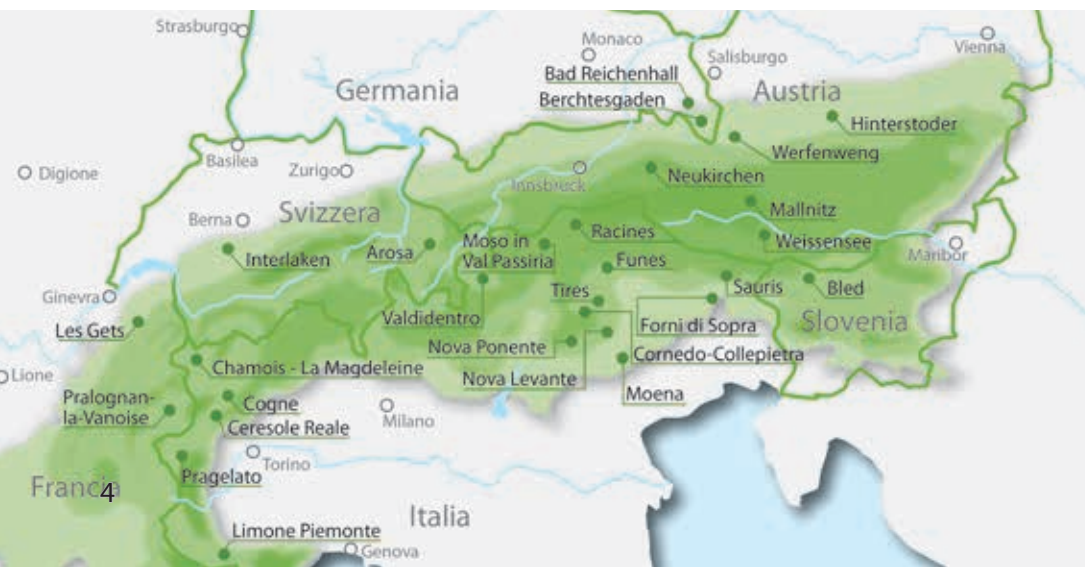 Strasburgo
Monaco
Vienna
Salisburgo
Bad Reichenhall
Germania
Austria
Berchtesgaden
Hinterstoder
Basilea
Werfenweng
Digione
Zurigo
Neukirchen
Innsbruck
Mallnitz
Svizzera
Berna
Racines
Weissensee
Arosa
Moso in
Val Passiria
Maribor
Interlaken
Funes
Sauris
Bled
Tires
Ginevra
Les Gets
Valdidentro
Forni di Sopra
Slovenia
Nova Ponente
Cornedo-Collepietra
Chamois - La Magdeleine
Lione
Nova Levante
Moena
Pralognan-
la-Vanoise
Cogne
Milano
Ceresole Reale
Torino
Pragelato
Francia
4
Italia
Limone Piemonte
Genova